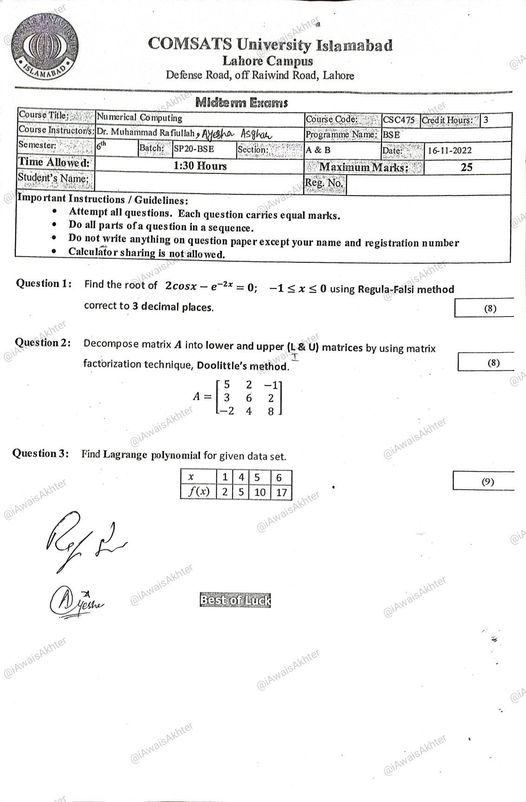 COMSATS University Islamabad
Lahore Campus
Defense Road, off Raiwind Road, Lahore
ISLAMABAD
Midterm Exams
Course Title: Numerical Computing Course Code: CSC475 Credit Hours: 3
Course Instructor/s: Dr. Muhammad Rafiullah, Ayesha Asghar Programme Name: BSE
Semester: 6th Batch: SP20-BSE Section: A & B Date: 16-11-2022
Time Allowed: 1:30 Hours Maximum Marks: 25
Student's Name: Reg. No.
Important Instructions / Guidelines:
• Attempt all questions. Each question carries equal marks.
• Do all parts of a question in a sequence.
• Do not write anything on question paper except your name and registration number
• Calculator sharing is not allowed.
Question 1: Find the root of 2cosx − e^{−2x} = 0; −1 ≤ x ≤ 0 using Regula-Falsi method
correct to 3 decimal places.
(8)
Question 2: Decompose matrix A into lower and upper (L & U) matrices by using matrix
factorization technique, Doolittle's method.
(8)
5 2 −1
A = 3 6 2
−2 4 8
Question 3: Find Lagrange polynomial for given data set.
x 1 4 5 6
f(x) 2 5 10 17
(9)
Ayesha
Best of Luck
@iAwaisAkhter